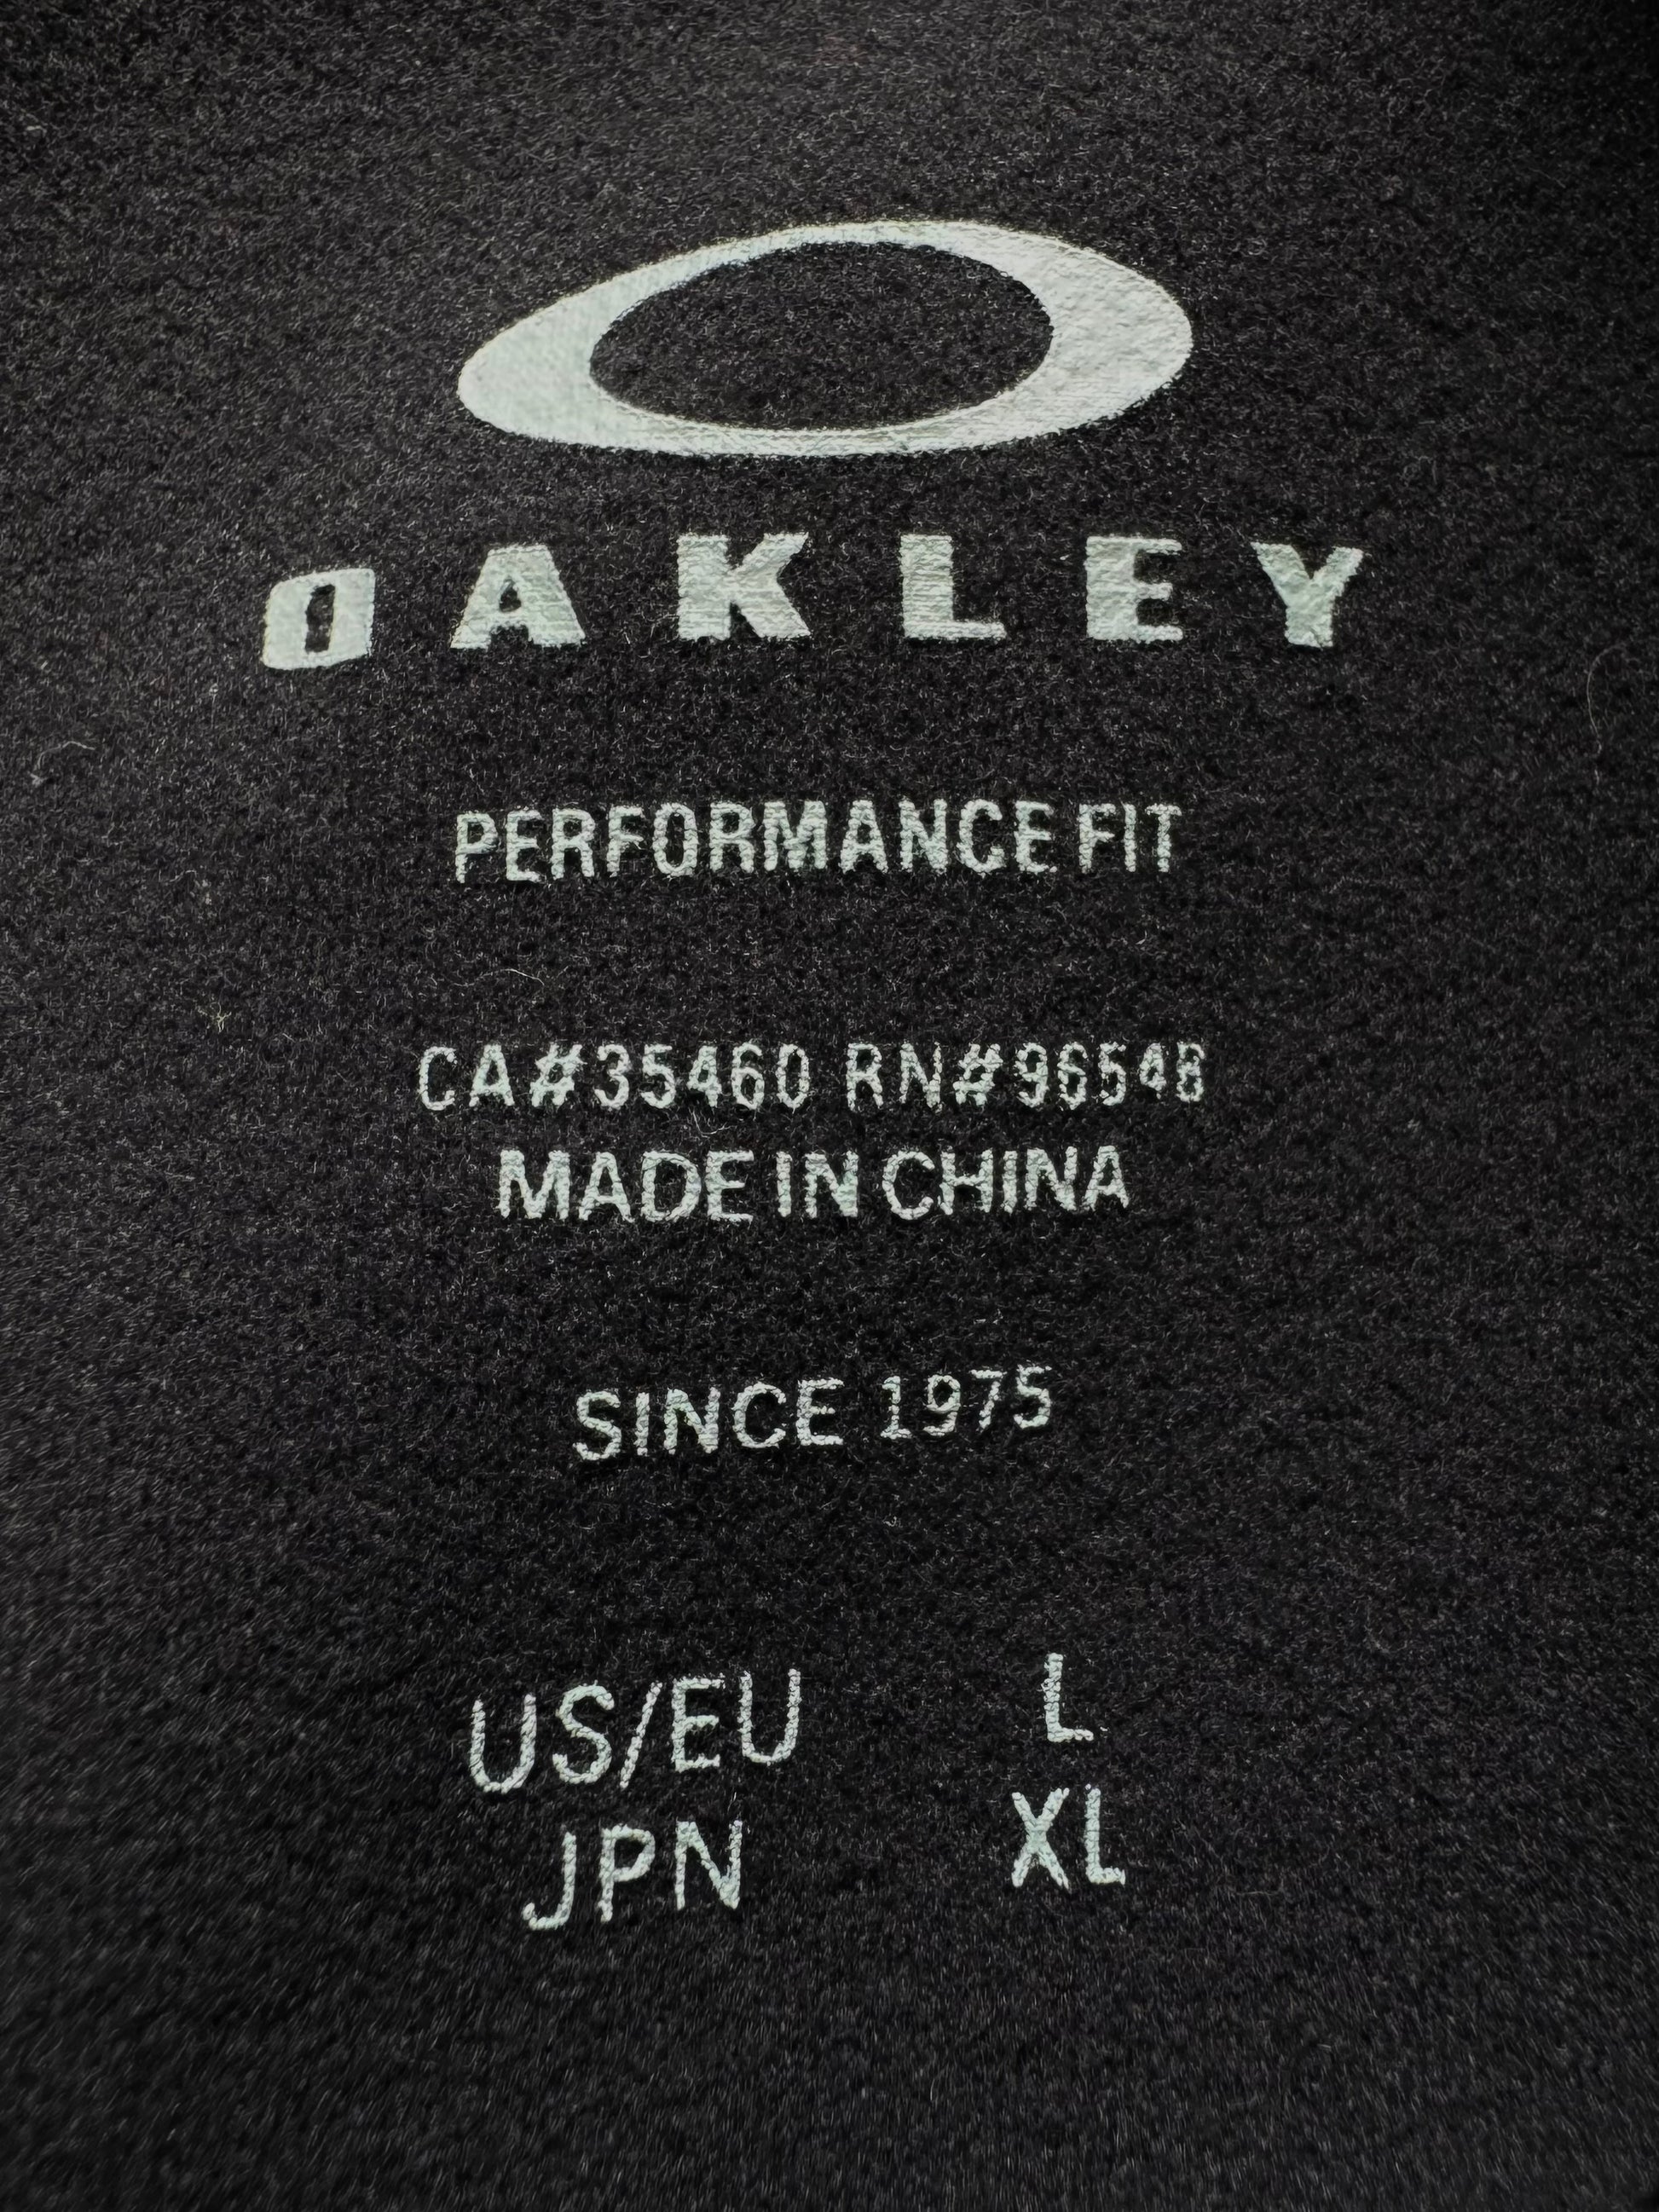 OAKLEY
PERFORMANCE FIT
CA#35460 RN#96548
MADE IN CHINA
SINCE 1975
US/EU L
JPN XL